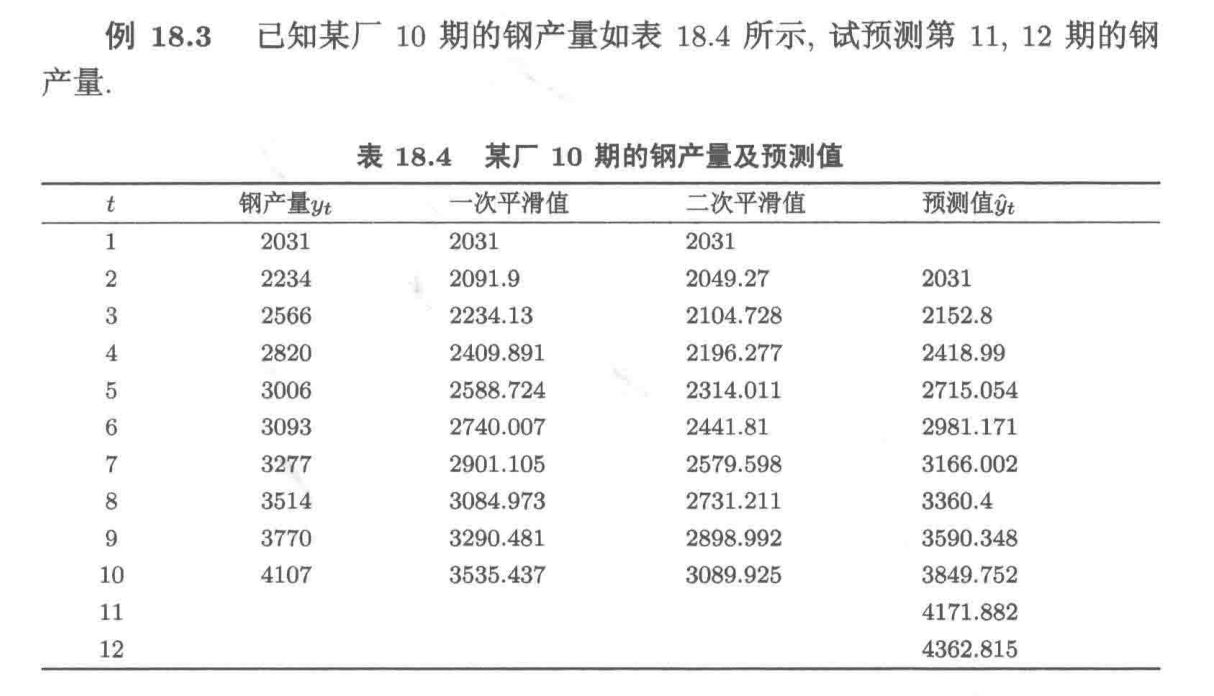 例 18.3 已知某厂 10 期的钢产量如表 18.4 所示, 试预测第 11, 12 期的钢
产量.
表 18.4 某厂 10 期的钢产量及预测值
t 钢产量yt 一次平滑值 二次平滑值 预测值ŷt
1 2031 2031 2031
2 2234 2091.9 2049.27 2031
3 2566 2234.13 2104.728 2152.8
4 2820 2409.891 2196.277 2418.99
5 3006 2588.724 2314.011 2715.054
6 3093 2740.007 2441.81 2981.171
7 3277 2901.105 2579.598 3166.002
8 3514 3084.973 2731.211 3360.4
9 3770 3290.481 2898.992 3590.348
10 4107 3535.437 3089.925 3849.752
11 4171.882
12 4362.815